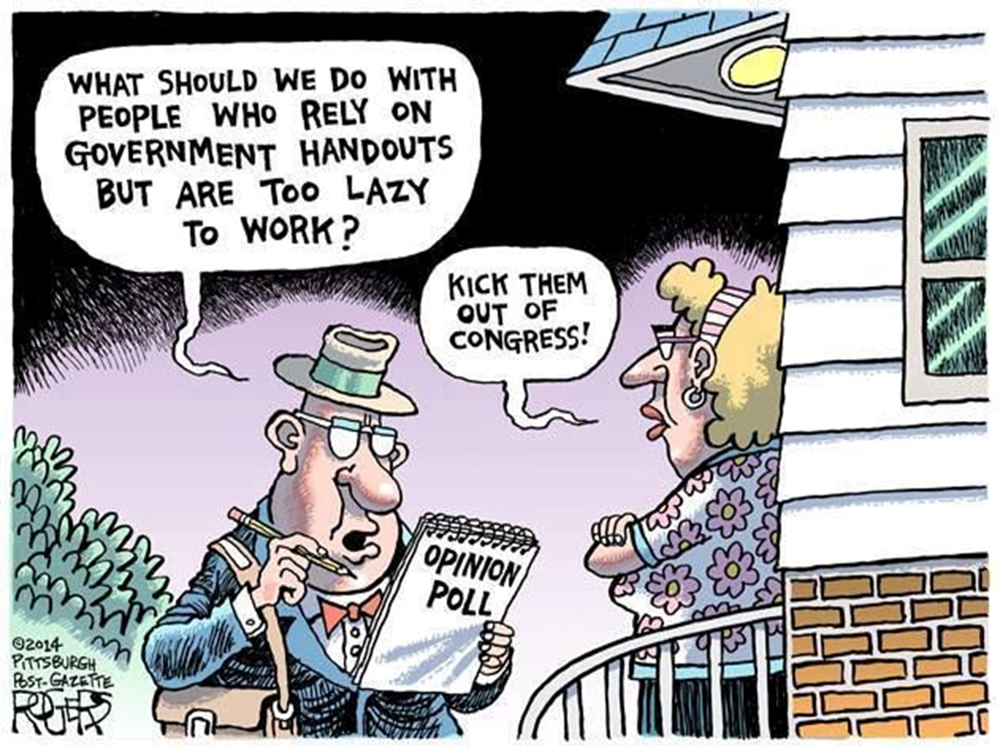 WHAT SHOULD WE DO WITH
PEOPLE WHO RELY ON
GOVERNMENT HANDOUTS
BUT ARE TOO LAZY
TO WORK?
KICK THEM
OUT OF
CONGRESS!
OPINION
POLL
©2014
PITTSBURGH
POST-GAZETTE
ROGERS